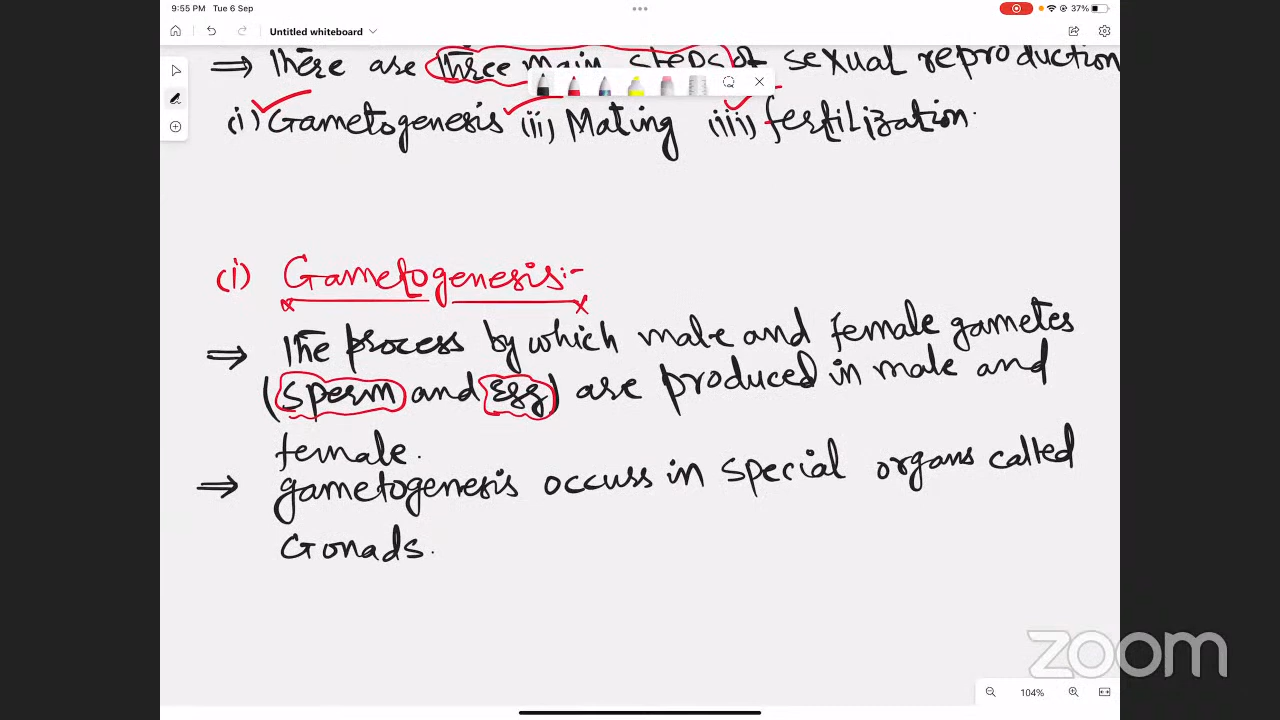 9:55 PM Tue 6 Sep
37%
Untitled whiteboard
⇒ There are three main steps of sexual reproduction
(i) Gametogenesis (ii) Mating (iii) fertilization.
(i) Gametogenesis:-
⇒ The process by which male and female gametes
(sperm and egg) are produced in male and
female.
⇒ gametogenesis occuss in special organs called
Gonads.
zoom
104%